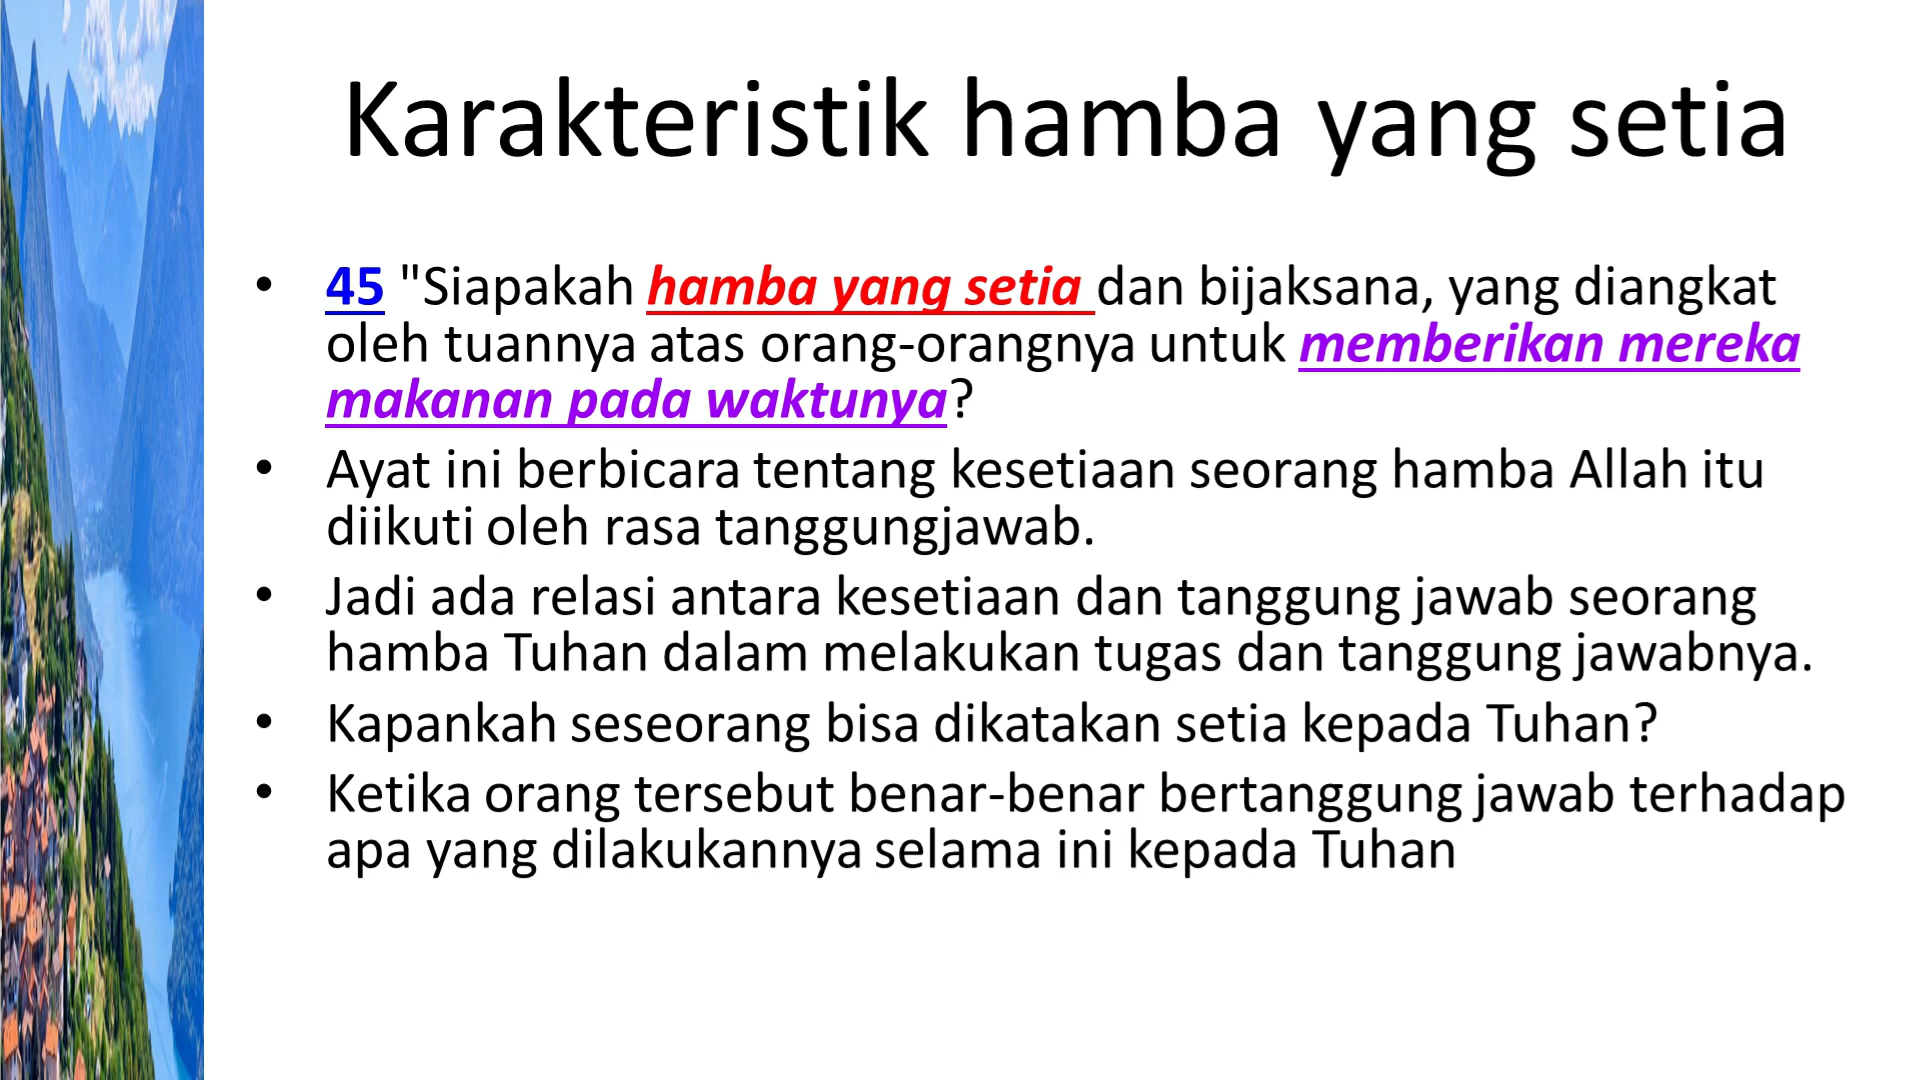 Karakteristik hamba yang setia
• 45 "Siapakah hamba yang setia dan bijaksana, yang diangkat
oleh tuannya atas orang-orangnya untuk memberikan mereka
makanan pada waktunya?
• Ayat ini berbicara tentang kesetiaan seorang hamba Allah itu
diikuti oleh rasa tanggungjawab.
• Jadi ada relasi antara kesetiaan dan tanggung jawab seorang
hamba Tuhan dalam melakukan tugas dan tanggung jawabnya.
• Kapankah seseorang bisa dikatakan setia kepada Tuhan?
• Ketika orang tersebut benar-benar bertanggung jawab terhadap
apa yang dilakukannya selama ini kepada Tuhan